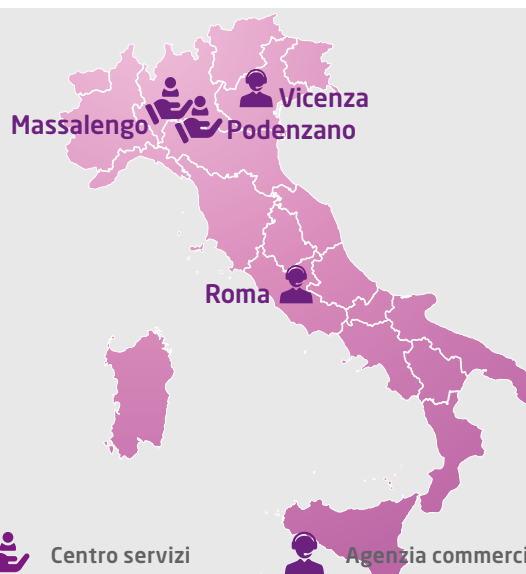 Vicenza
Massalengo
Podenzano
Roma
Centro servizi
Agenzia commerci